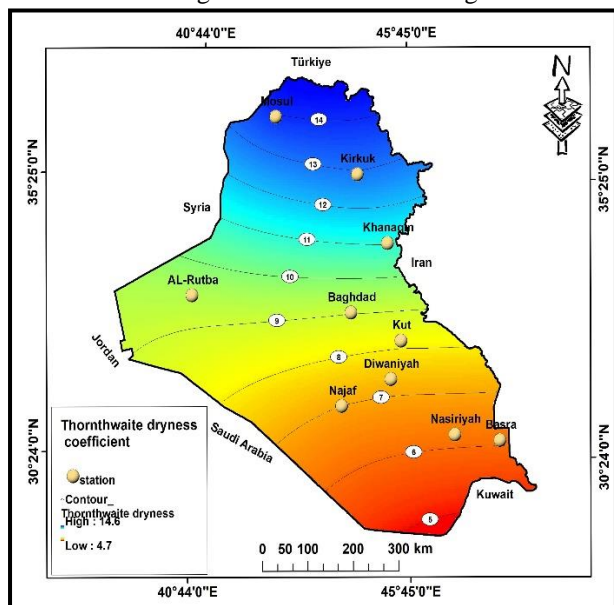 40°44'0"E
45°45'0"E
Türkiye
N
Mosul
14
35°25'0"N
35°25'0"N
13
Kirkuk
12
Syria
11
Khanaqin
10
Iran
AL-Rutba
Baghdad
9
Kut
8
Jordan
Diwaniyah
Najaf
7
Nasiriyah
Basra
Saudi Arabia
6
30°24'0"N
30°24'0"N
Kuwait
5
Thornthwaite dryness
coefficient
station
Contour_
Thornthwaite dryness
High : 14.6
Low : 4.7
0 50 100 200 300 km
40°44'0"E
45°45'0"E